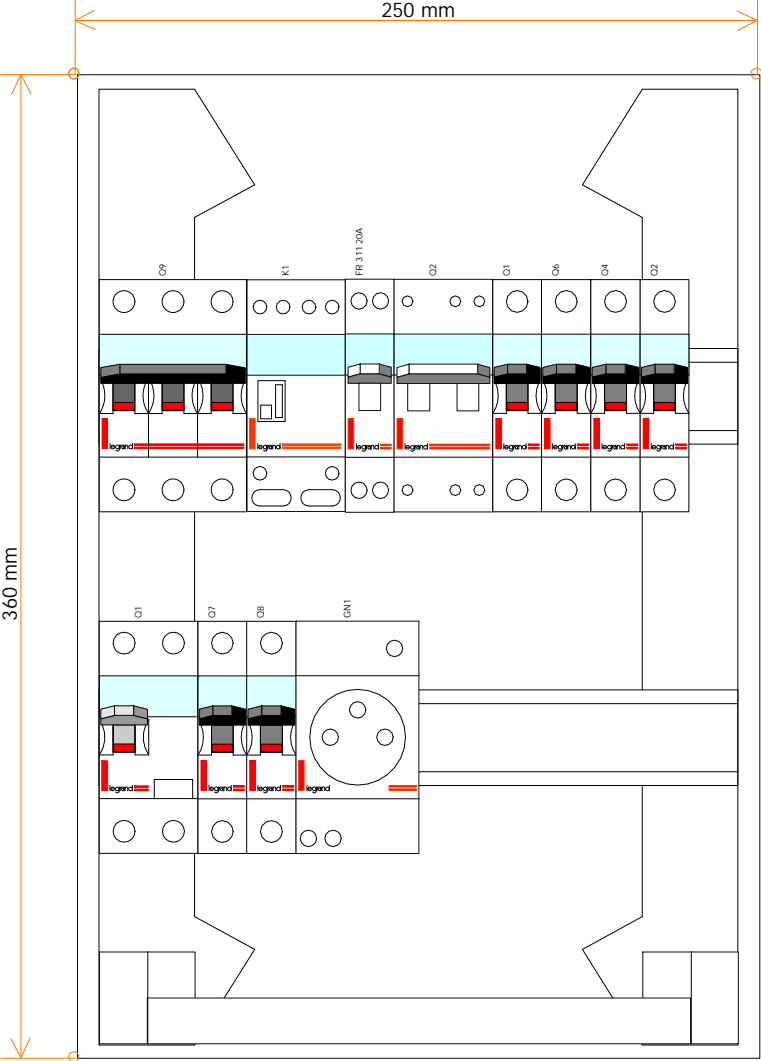 250 mm
360 mm
Q9
K1
FR 311 20A
Q2
Q1
Q6
Q4
Q2
legrand
legrand
legrand
legrand
legrand
legrand
legrand
legrand
Q1
Q7
Q8
GN1
legrand
legrand
legrand
legrand